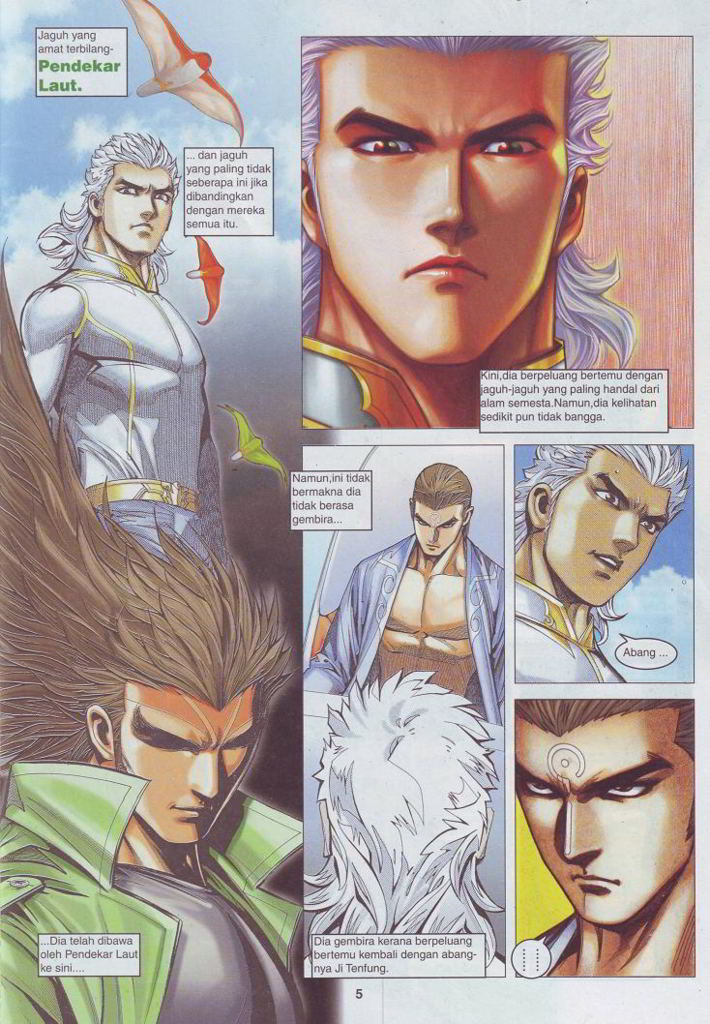 Jaguh yang
amat terbilang-
Pendekar
Laut.
... dan jaguh
yang paling tidak
seberapa ini jika
dibandingkan
dengan mereka
semua itu.
Kini,dia berpeluang bertemu dengan
jaguh-jaguh yang paling handal dari
alam semesta.Namun,dia kelihatan
sedikit pun tidak bangga.
Namun,ini tidak
bermakna dia
tidak berasa
gembira...
Abang ...
...Dia telah dibawa
oleh Pendekar Laut
ke sini....
Dia gembira kerana berpeluang
bertemu kembali dengan abang-
nya Ji Tenfung.
5